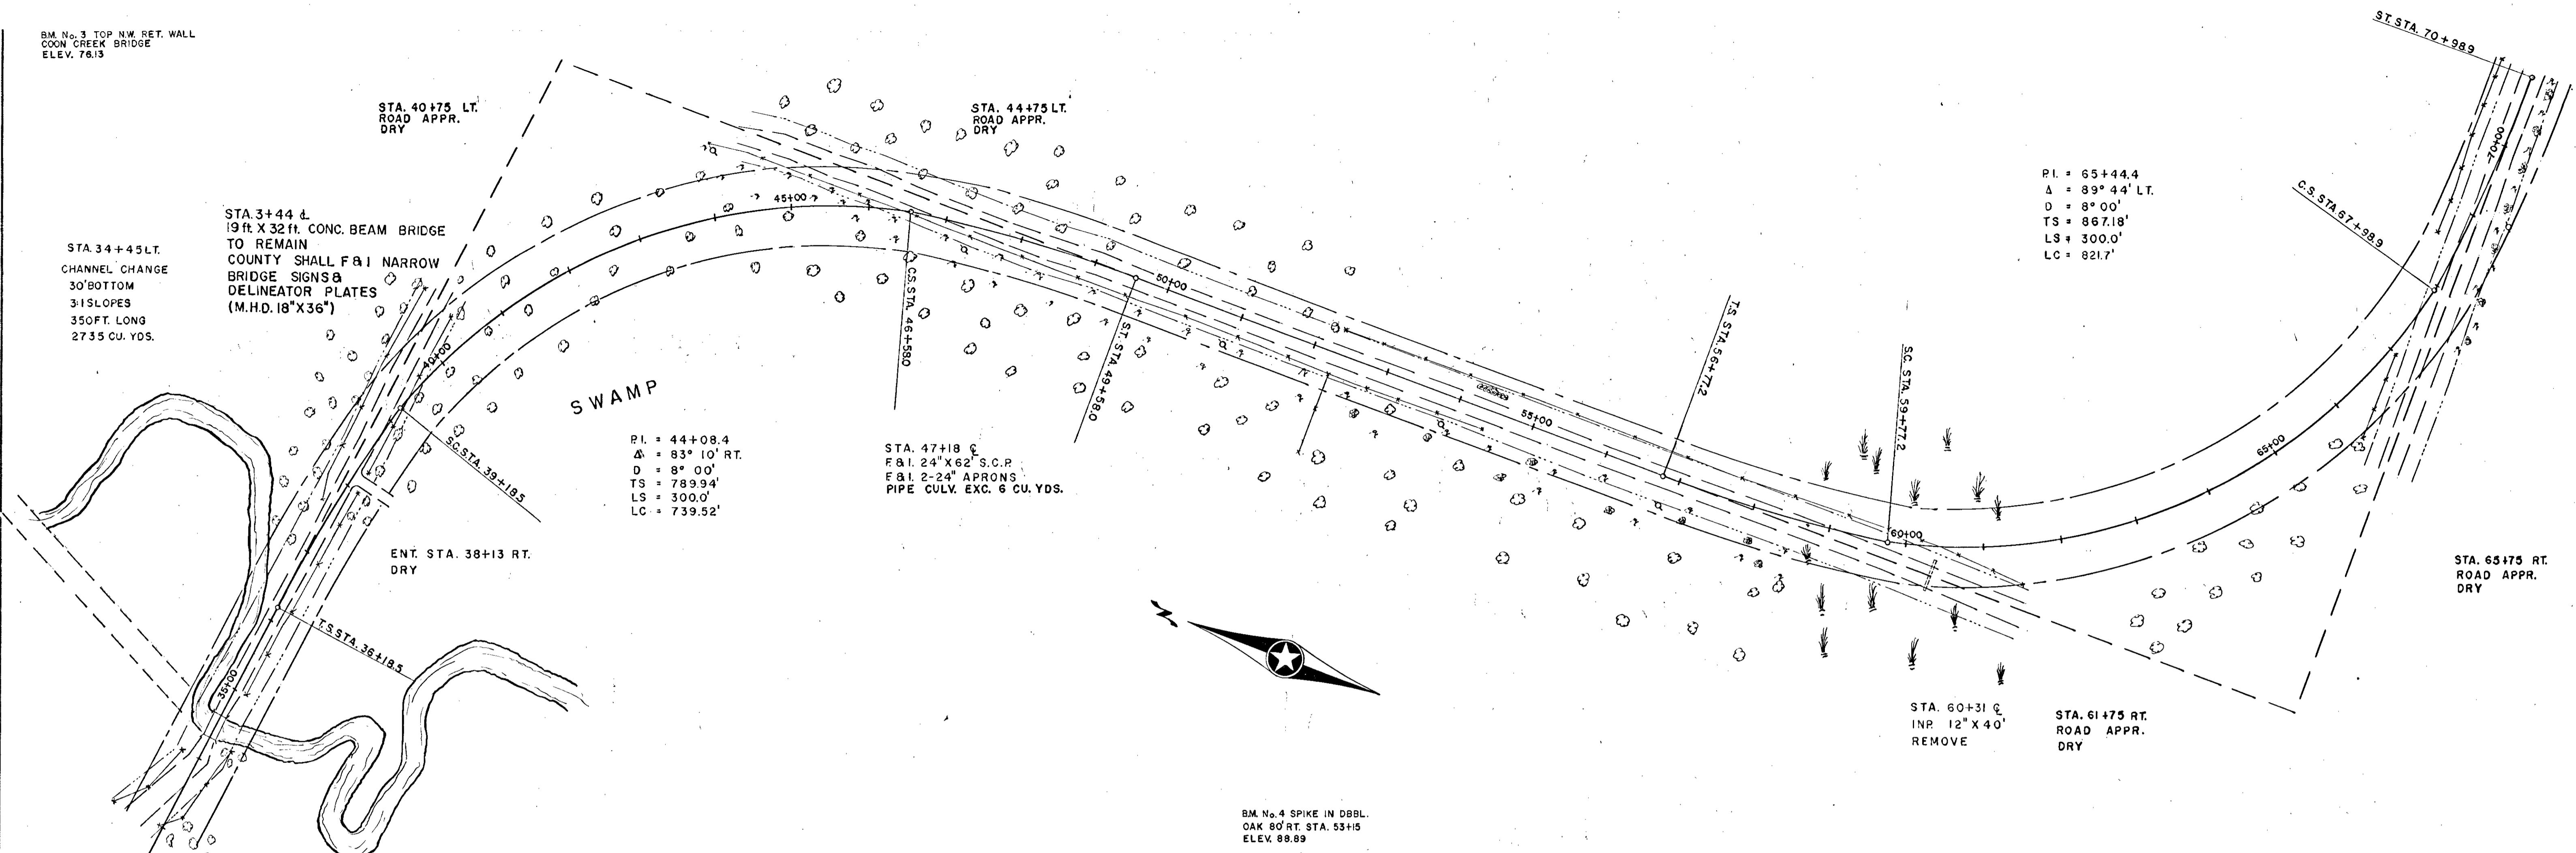 B.M. No. 3 TOP N.W. RET. WALL
COON CREEK BRIDGE
ELEV. 76.13
STA. 40+75 LT.
ROAD APPR.
DRY
STA. 44+75 LT.
ROAD APPR.
DRY
ST. STA. 70+98.9
70+00
C.S. STA. 67+98.9
P.I. = 65+44.4
Δ = 89° 44' LT.
D = 8° 00'
TS = 867.18'
LS = 300.0'
LC = 821.7'
STA. 3+44 ℄
19 ft. X 32 ft. CONC. BEAM BRIDGE
TO REMAIN
COUNTY SHALL F & I NARROW
BRIDGE SIGNS &
DELINEATOR PLATES
(M.H.D. 18" X 36")
STA. 34+45 LT.
CHANNEL CHANGE
30' BOTTOM
3:1 SLOPES
350 FT. LONG
2735 CU. YDS.
45+00
40+00
C.S. STA. 46+58.0
50+00
S.T. STA. 49+58.0
T.S. STA. 56+77.2
S.C. STA. 59+77.2
55+00
60+00
65+00
SWAMP
S.C. STA. 39+18.5
P.I. = 44+08.4
Δ = 83° 10' RT.
D = 8° 00'
TS = 789.94'
LS = 300.0'
LC = 739.52'
STA. 47+18 ℄
F. & I. 24" X 62' S.C.P.
F. & I. 2-24" APRONS
PIPE CULV. EXC. 6 CU. YDS.
ENT. STA. 38+13 RT.
DRY
STA. 65+75 RT.
ROAD APPR.
DRY
T.S. STA. 36+18.5
35+00
N
STA. 60+31 ℄
INP. 12" X 40'
REMOVE
STA. 61+75 RT.
ROAD APPR.
DRY
B.M. No. 4 SPIKE IN DBBL.
OAK 80' RT. STA. 53+15
ELEV. 88.89